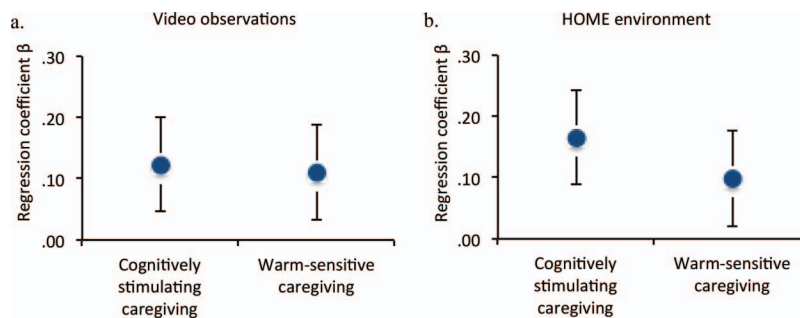 a.
Video observations
Regression coefficient β
.30
.20
.10
.00
Cognitively
stimulating
caregiving
Warm-sensitive
caregiving
b.
HOME environment
Regression coefficient β
.30
.20
.10
.00
Cognitively
stimulating
caregiving
Warm-sensitive
caregiving